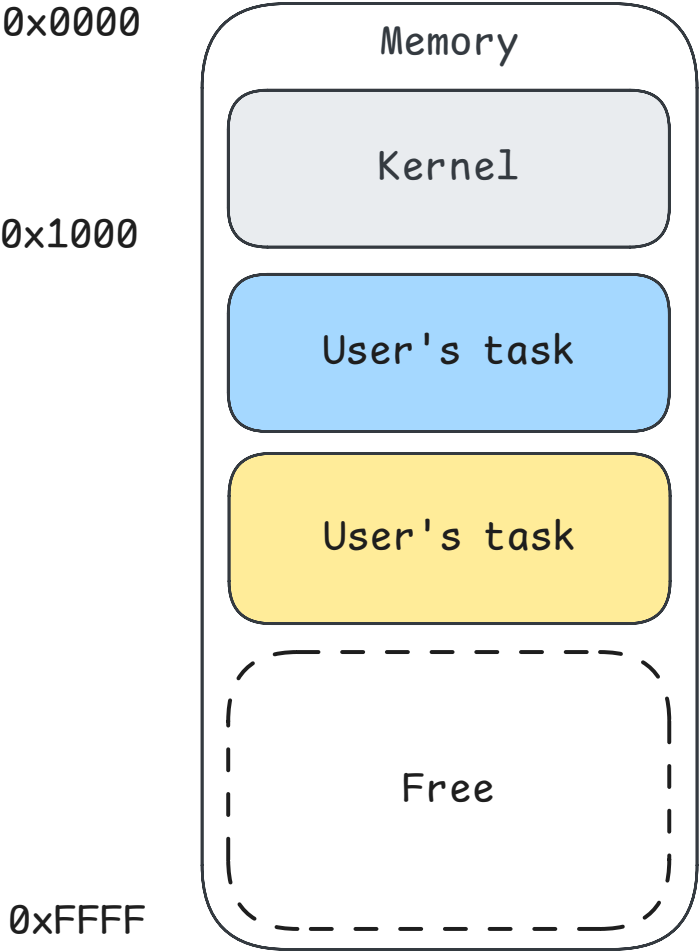 0x0000
Memory
Kernel
0x1000
User's task
User's task
Free
0xFFFF